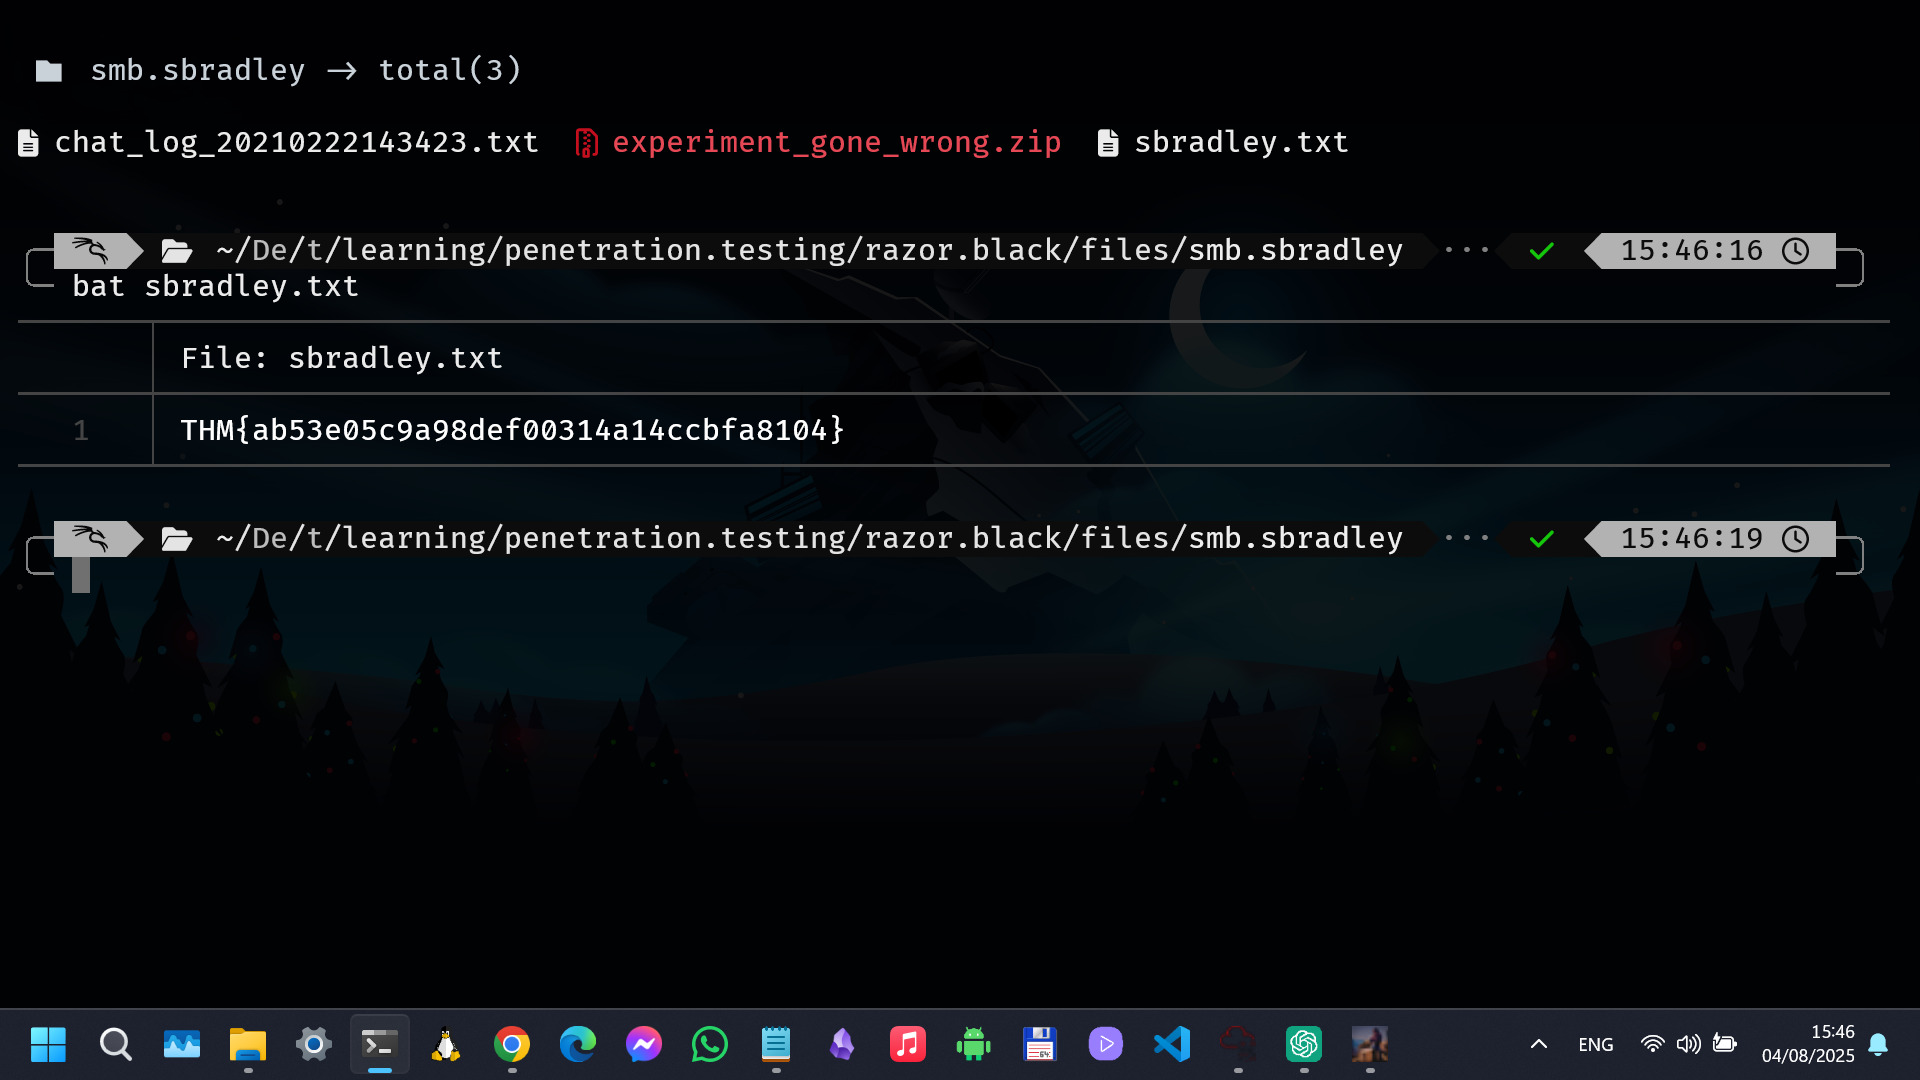 smb.sbradley → total(3)
chat_log_20210222143423.txt experiment_gone_wrong.zip sbradley.txt
~/De/t/learning/penetration.testing/razor.black/files/smb.sbradley ··· ✓ 15:46:16
bat sbradley.txt
File: sbradley.txt
1 THM{ab53e05c9a98def00314a14ccbfa8104}
~/De/t/learning/penetration.testing/razor.black/files/smb.sbradley ··· ✓ 15:46:19
ENG
15:46
04/08/2025